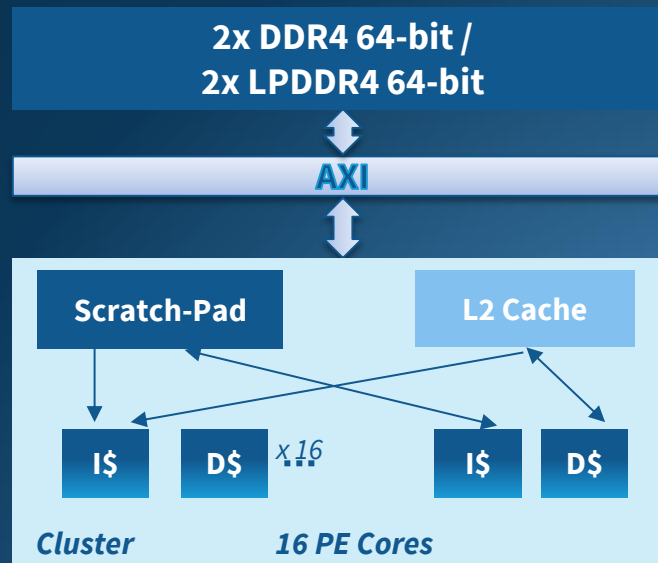 2x DDR4 64-bit /
2x LPDDR4 64-bit
AXI
Scratch-Pad
L2 Cache
I$
D$
x 16
...
I$
D$
Cluster
16 PE Cores